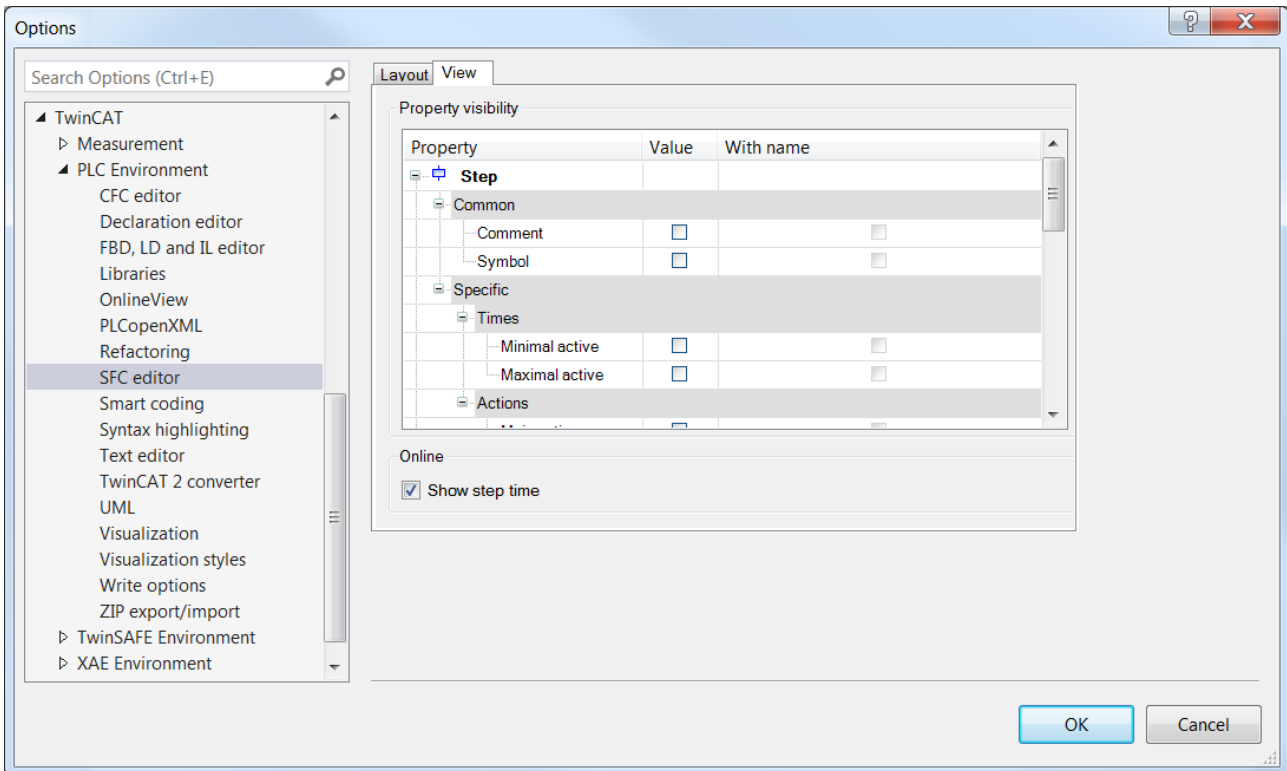 Options
Search Options (Ctrl+E)
TwinCAT
Measurement
PLC Environment
CFC editor
Declaration editor
FBD, LD and IL editor
Libraries
OnlineView
PLCopenXML
Refactoring
SFC editor
Smart coding
Syntax highlighting
Text editor
TwinCAT 2 converter
UML
Visualization
Visualization styles
Write options
ZIP export/import
TwinSAFE Environment
XAE Environment
Layout View
Property visibility
Property Value With name
Step
Common
Comment
Symbol
Specific
Times
Minimal active
Maximal active
Actions
Online
Show step time
OK Cancel